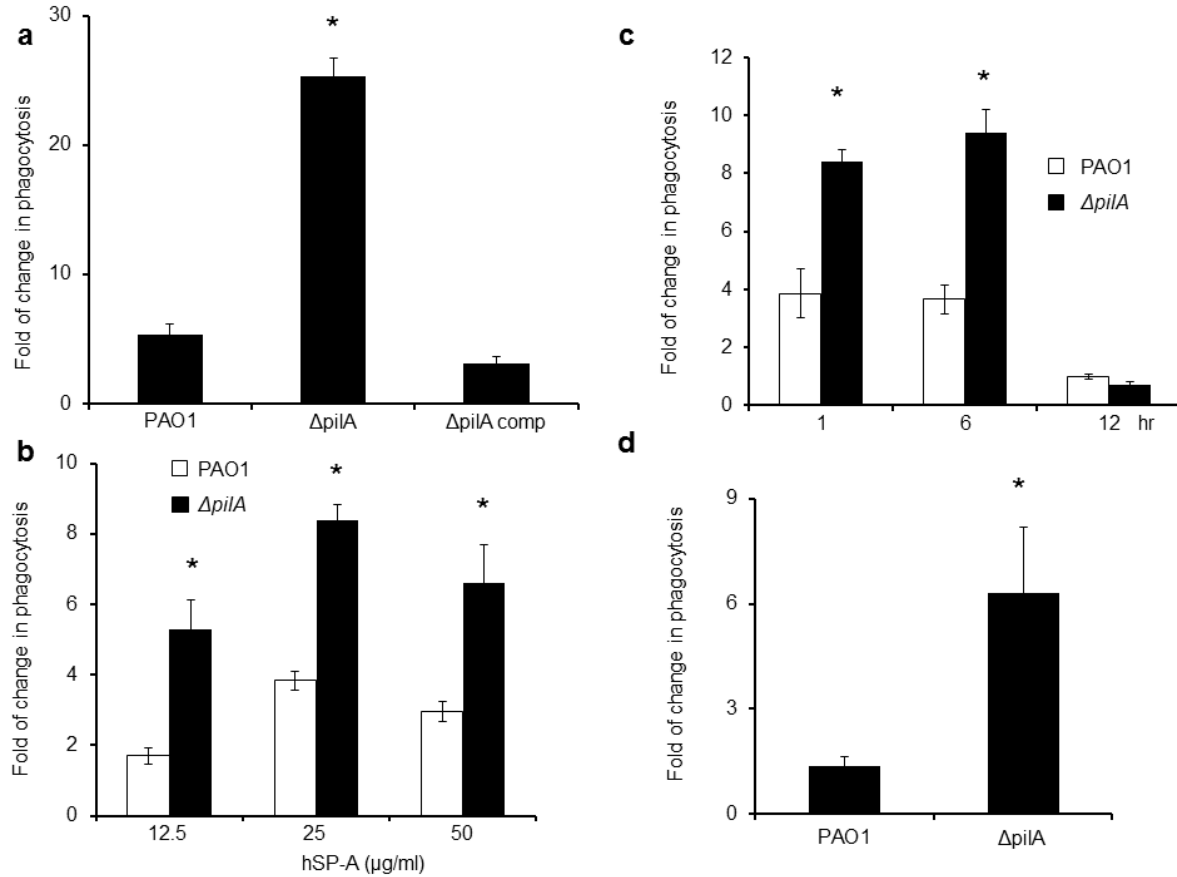 a
Fold of change in phagocytosis
30
20
10
0
*
PAO1 ΔpilA ΔpilA comp
b
Fold of change in phagocytosis
10
8
6
4
2
0
PAO1
ΔpilA
* * *
12.5 25 50
hSP-A (µg/ml)
c
Fold of change in phagocytosis
12
10
8
6
4
2
0
* *
PAO1
ΔpilA
1 6 12 hr
d
Fold of change in phagocytosis
9
6
3
0
*
PAO1 ΔpilA